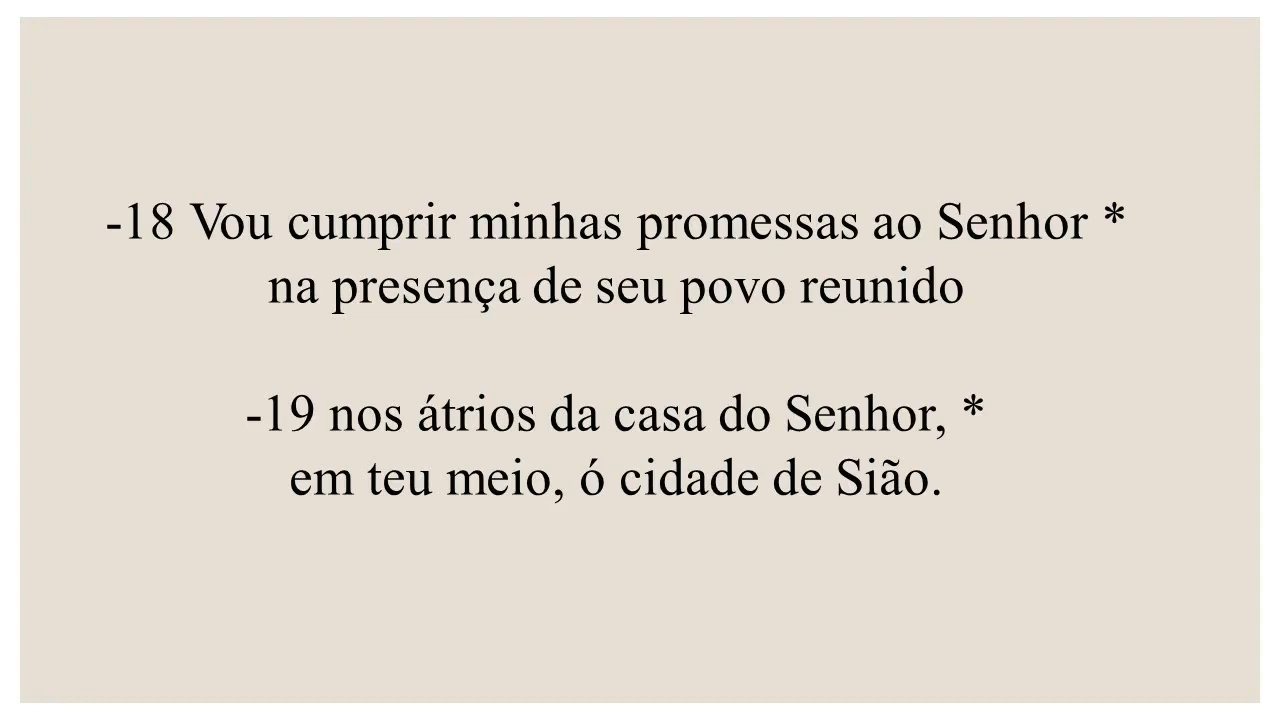 -18 Vou cumprir minhas promessas ao Senhor *
na presença de seu povo reunido
-19 nos átrios da casa do Senhor, *
em teu meio, ó cidade de Sião.